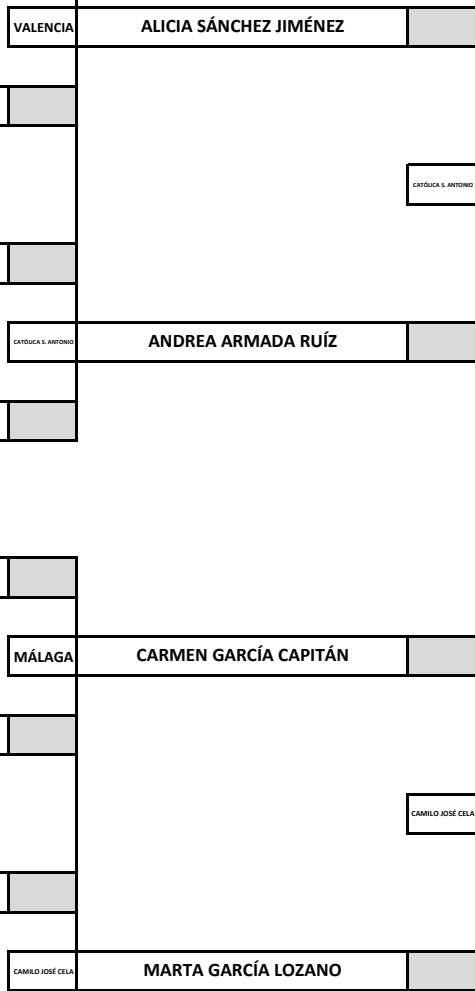 VALENCIA ALICIA SÁNCHEZ JIMÉNEZ
CATÓLICA S. ANTONIO
CATÓLICA S. ANTONIO ANDREA ARMADA RUÍZ
MÁLAGA CARMEN GARCÍA CAPITÁN
CAMILO JOSÉ CELA
CAMILO JOSÉ CELA MARTA GARCÍA LOZANO